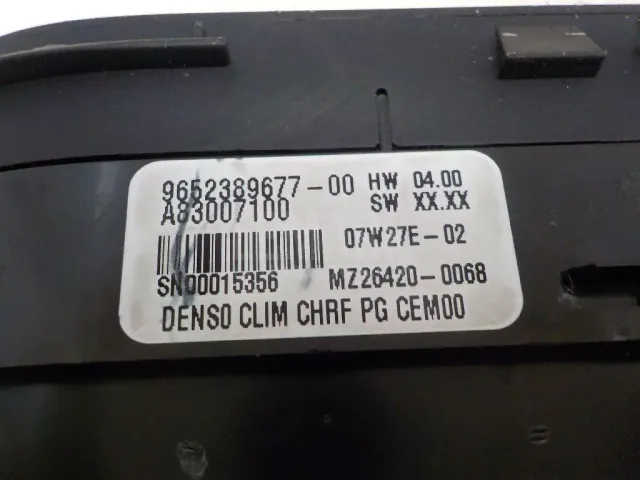 9652389677-00 HW 04.00
A83007100 SW XX.XX
07W27E-02
SN00015356 MZ26420-0068
DENSO CLIM CHRF PG CEM00